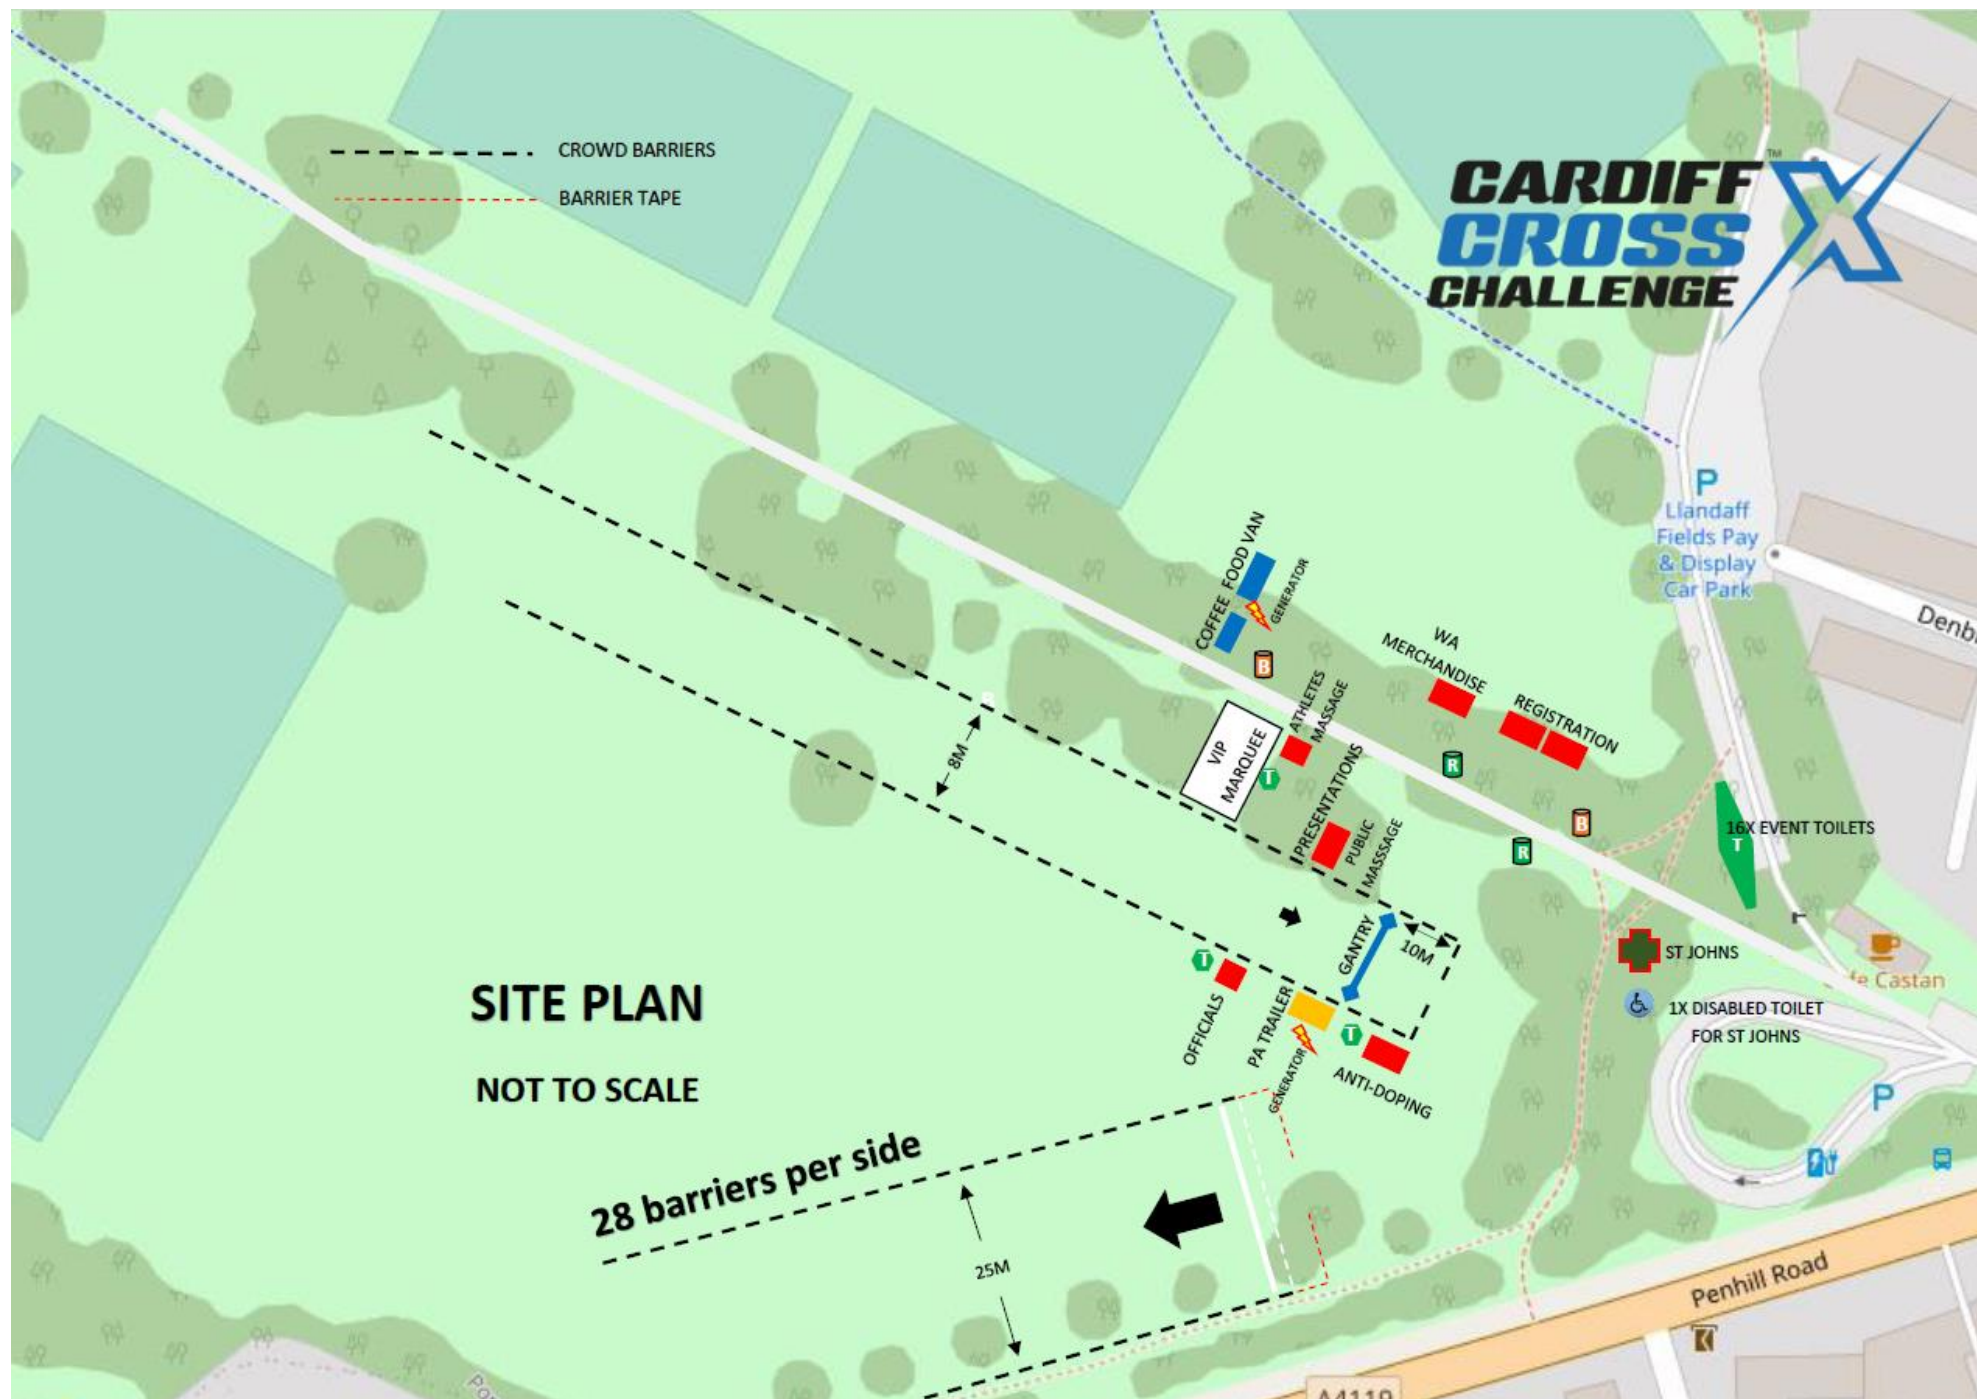 CROWD BARRIERS
BARRIER TAPE
CARDIFF
CROSS
CHALLENGE
X
™
P
Llandaff
Fields Pay
& Display
Car Park
COFFEE FOOD VAN
GENERATOR
B
WA
MERCHANDISE
REGISTRATION
ATHLETES
MASSAGE
VIP
MARQUEE
T
PRESENTATIONS
PUBLIC
MASSSAGE
R
B
R
16X EVENT TOILETS
T
8M
GANTRY
10M
ST JOHNS
1X DISABLED TOILET
FOR ST JOHNS
T
OFFICIALS
PA TRAILER
GENERATOR
T
ANTI-DOPING
SITE PLAN
NOT TO SCALE
28 barriers per side
25M
P
Penhill Road
A4119